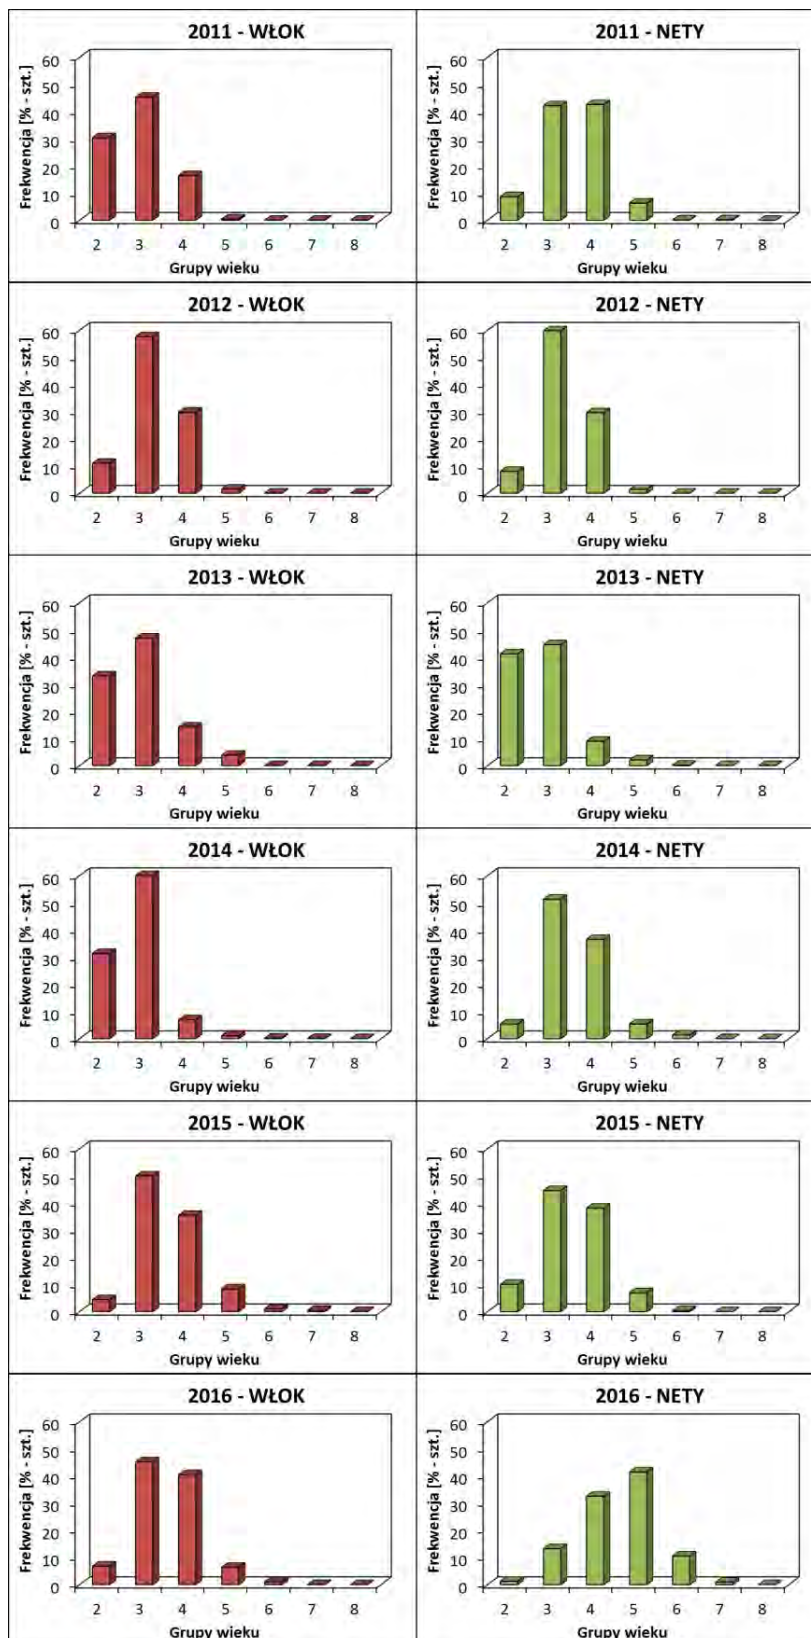 2011 - WŁOK
Frekwencja [% - szt.]
60
50
40
30
20
10
0
2 3 4 5 6 7 8
Grupy wieku
2011 - NETY
Frekwencja [% - szt.]
60
50
40
30
20
10
0
2 3 4 5 6 7 8
Grupy wieku
2012 - WŁOK
Frekwencja [% - szt.]
60
50
40
30
20
10
0
2 3 4 5 6 7 8
Grupy wieku
2012 - NETY
Frekwencja [% - szt.]
60
50
40
30
20
10
0
2 3 4 5 6 7 8
Grupy wieku
2013 - WŁOK
Frekwencja [% - szt.]
60
50
40
30
20
10
0
2 3 4 5 6 7 8
Grupy wieku
2013 - NETY
Frekwencja [% - szt.]
60
50
40
30
20
10
0
2 3 4 5 6 7 8
Grupy wieku
2014 - WŁOK
Frekwencja [% - szt.]
60
50
40
30
20
10
0
2 3 4 5 6 7 8
Grupy wieku
2014 - NETY
Frekwencja [% - szt.]
60
50
40
30
20
10
0
2 3 4 5 6 7 8
Grupy wieku
2015 - WŁOK
Frekwencja [% - szt.]
60
50
40
30
20
10
0
2 3 4 5 6 7 8
Grupy wieku
2015 - NETY
Frekwencja [% - szt.]
60
50
40
30
20
10
0
2 3 4 5 6 7 8
Grupy wieku
2016 - WŁOK
Frekwencja [% - szt.]
60
50
40
30
20
10
0
2 3 4 5 6 7 8
Grupy wieku
2016 - NETY
Frekwencja [% - szt.]
60
50
40
30
20
10
0
2 3 4 5 6 7 8
Grupy wieku